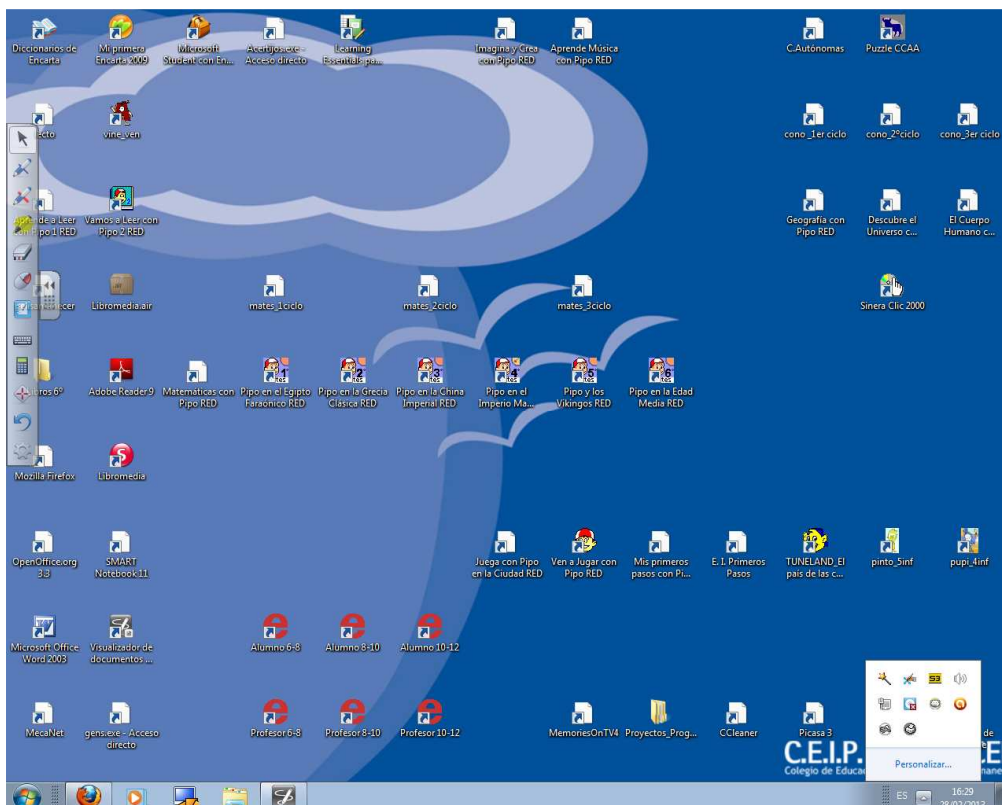 Diccionarios de Encarta
Mi primera Encarta 2009
Microsoft Student con En...
Acertijos.exe - Acceso directo
Learning Essentials pa...
Imagina y Crea con Pipo RED
Aprende Música con Pipo RED
C.Autónomas
Puzzle CCAA
vine_ven
cono _1er ciclo
cono_2ºciclo
cono_3er ciclo
Vamos a Leer con Pipo 2 RED
Geografía con Pipo RED
Descubre el Universo c...
El Cuerpo Humano c...
Libromedia.air
mates_1ciclo
mates_2ciclo
mates_3ciclo
Sinera Clic 2000
Adobe Reader 9
Matemáticas con Pipo RED
Pipo en el Egipto Faraónico RED
Pipo en la Grecia Clásica RED
Pipo en la China Imperial RED
Pipo en el Imperio Ma...
Pipo y los Vikingos RED
Pipo en la Edad Media RED
Mozilla Firefox
Libromedia
OpenOffice.org 3.3
SMART Notebook 11
Juega con Pipo en la Ciudad RED
Ven a Jugar con Pipo RED
Mis primeros pasos con Pi...
E. I. Primeros Pasos
TUNELAND_El pais de las c...
pinto_5inf
pupi_4inf
Microsoft Office Word 2003
Visualizador de documentos ...
Alumno 6-8
Alumno 8-10
Alumno 10-12
MecaNet
gens.exe - Acceso directo
Profesor 6-8
Profesor 8-10
Profesor 10-12
MemoriesOnTV4
Proyectos_Prog...
CCleaner
Picasa 3
de
C.E.I.P.
Colegio de Educac
Personalizar...
ES
16:29
28/02/2013